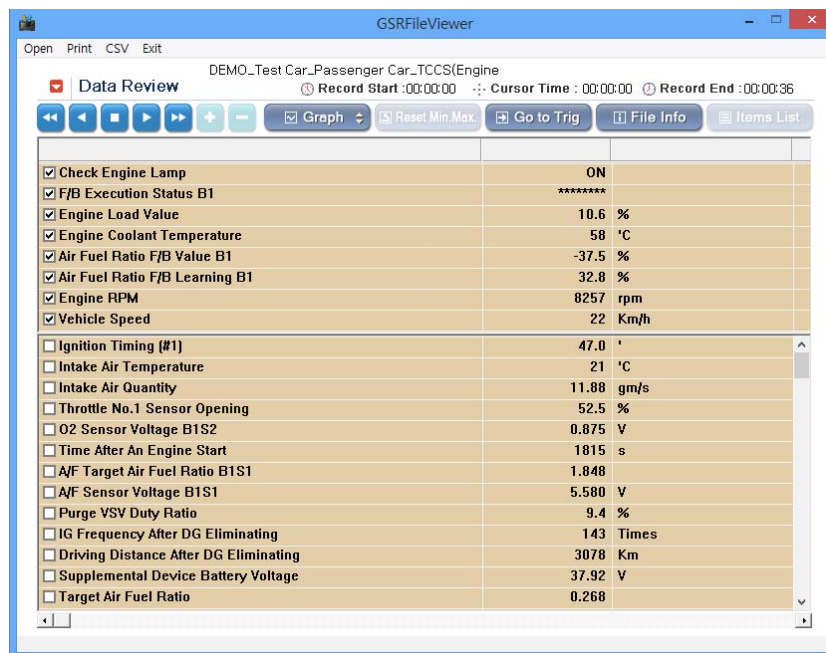 GSRFileViewer
Open Print CSV Exit
DEMO_Test Car_Passenger Car_TCCS(Engine
Data Review
Record Start :00:00:00 Cursor Time : 00:00:00 Record End :00:00:36
Graph Reset Min.Max. Go to Trig File Info Items List
Check Engine Lamp ON
F/B Execution Status B1 ********
Engine Load Value 10.6 %
Engine Coolant Temperature 58 'C
Air Fuel Ratio F/B Value B1 -37.5 %
Air Fuel Ratio F/B Learning B1 32.8 %
Engine RPM 8257 rpm
Vehicle Speed 22 Km/h
Ignition Timing (#1) 47.0 '
Intake Air Temperature 21 'C
Intake Air Quantity 11.88 gm/s
Throttle No.1 Sensor Opening 52.5 %
O2 Sensor Voltage B1S2 0.875 V
Time After An Engine Start 1815 s
A/F Target Air Fuel Ratio B1S1 1.848
A/F Sensor Voltage B1S1 5.580 V
Purge VSV Duty Ratio 9.4 %
IG Frequency After DG Eliminating 143 Times
Driving Distance After DG Eliminating 3078 Km
Supplemental Device Battery Voltage 37.92 V
Target Air Fuel Ratio 0.268